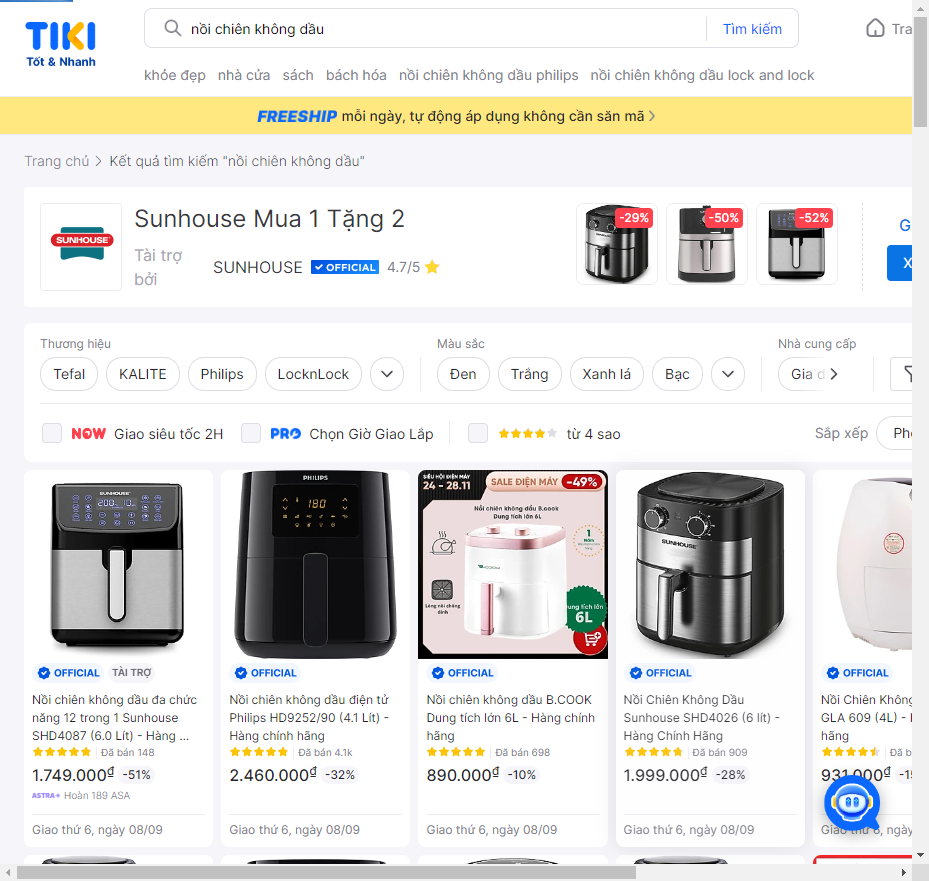 TIKI
Tốt & Nhanh
nồi chiên không dầu
Tìm kiếm
Tra
khỏe đẹp nhà cửa sách bách hóa nồi chiên không dầu philips nồi chiên không dầu lock and lock
FREESHIP mỗi ngày, tự động áp dụng không cần săn mã
Trang chủ > Kết quả tìm kiếm "nồi chiên không dầu"
SUNHOUSE
Sunhouse Mua 1 Tặng 2
Tài trợ bởi
SUNHOUSE OFFICIAL 4.7/5
-29%
-50%
-52%
G
X
Thương hiệu
Tefal KALITE Philips LocknLock
Màu sắc
Đen Trắng Xanh lá Bạc
Nhà cung cấp
Gia d
NOW Giao siêu tốc 2H
PRO Chọn Giờ Giao Lấp
từ 4 sao
Sắp xếp
Ph
SUNHOUSE
OFFICIAL TÀI TRỢ
Nồi chiên không dầu đa chức
năng 12 trong 1 Sunhouse
SHD4087 (6.0 Lít) - Hàng ...
Đã bán 148
1.749.000₫ -51%
ASTRA+ Hoàn 189 ASA
Giao thứ 6, ngày 08/09
PHILIPS
180
OFFICIAL
Nồi chiên không dầu điện tử
Philips HD9252/90 (4.1 Lít) -
Hàng chính hãng
Đã bán 4.1k
2.460.000₫ -32%
Giao thứ 6, ngày 08/09
SIÊU HỘI ĐIỆN MÁY
24 - 28.11
SALE ĐIỆN MÁY -49%
Nồi chiên không dầu B.cook
Dung tích lớn 6L
1
Năm
BCOOK
Lòng nồi chống
dính
Dung tích lớn
6L
OFFICIAL
Nồi chiên không dầu B.COOK
Dung tích lớn 6L - Hàng chính
hãng
Đã bán 698
890.000₫ -10%
Giao thứ 6, ngày 08/09
SUNHOUSE
OFFICIAL
Nồi Chiên Không Dầu
Sunhouse SHD4026 (6 lít) -
Hàng Chính Hãng
Đã bán 909
1.999.000₫ -28%
Giao thứ 6, ngày 08/09
OFFICIAL
Nồi Chiên Không
GLA 609 (4L) -
hãng
Đã b
931.000₫ -1
Giao thứ 6, ngày